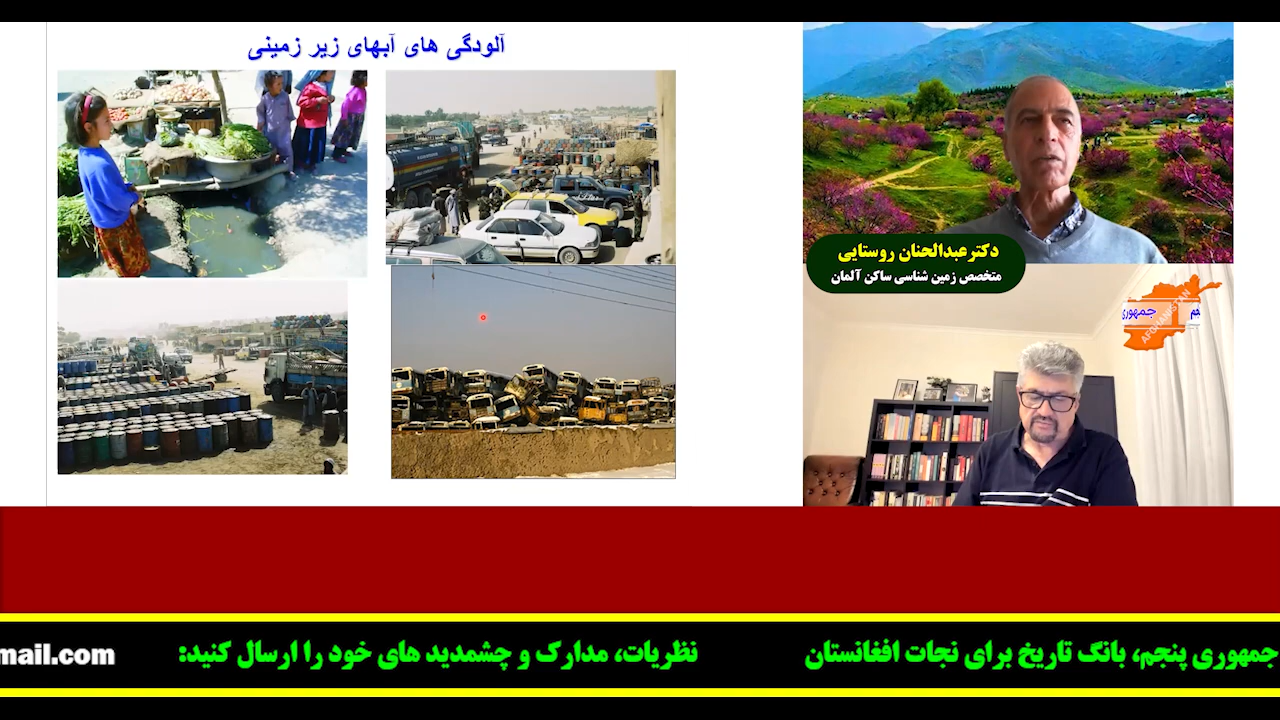 آلودگی های آبهای زیر زمینی
دکترعبدالحنان روستایی
متخصص زمین شناسی ساکن آلمان
جمهوری
AFGHANISTAN
جمهوری پنجم، بانگ تاریخ برای نجات افغانستان
نظریات، مدارک و چشمدید های خود را ارسال کنید:
mail.com